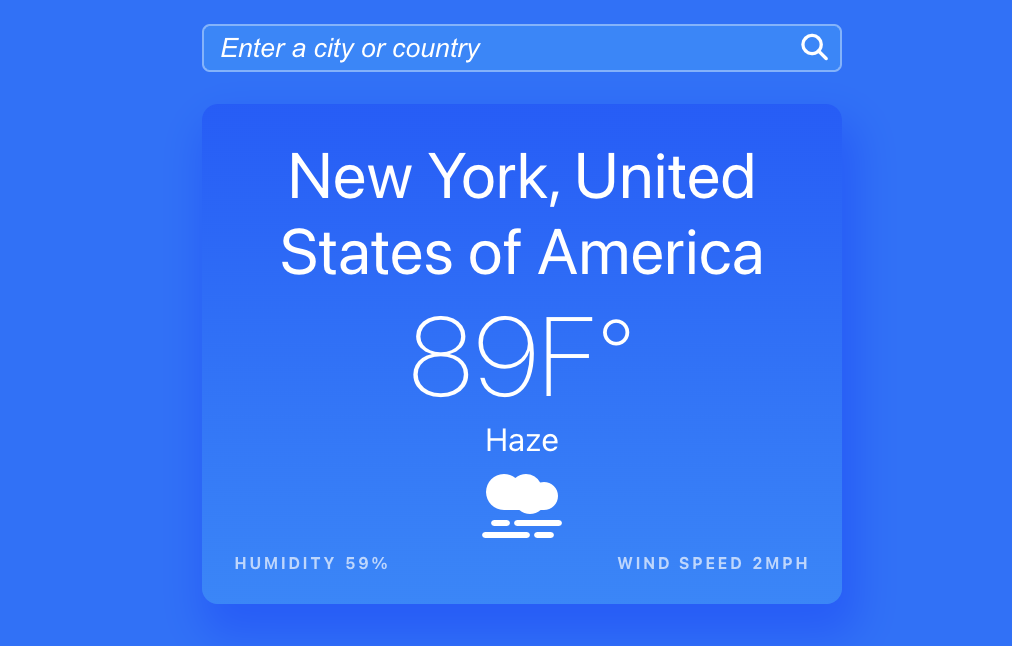 Enter a city or country
New York, United
States of America
89F°
Haze
HUMIDITY 59%
WIND SPEED 2MPH